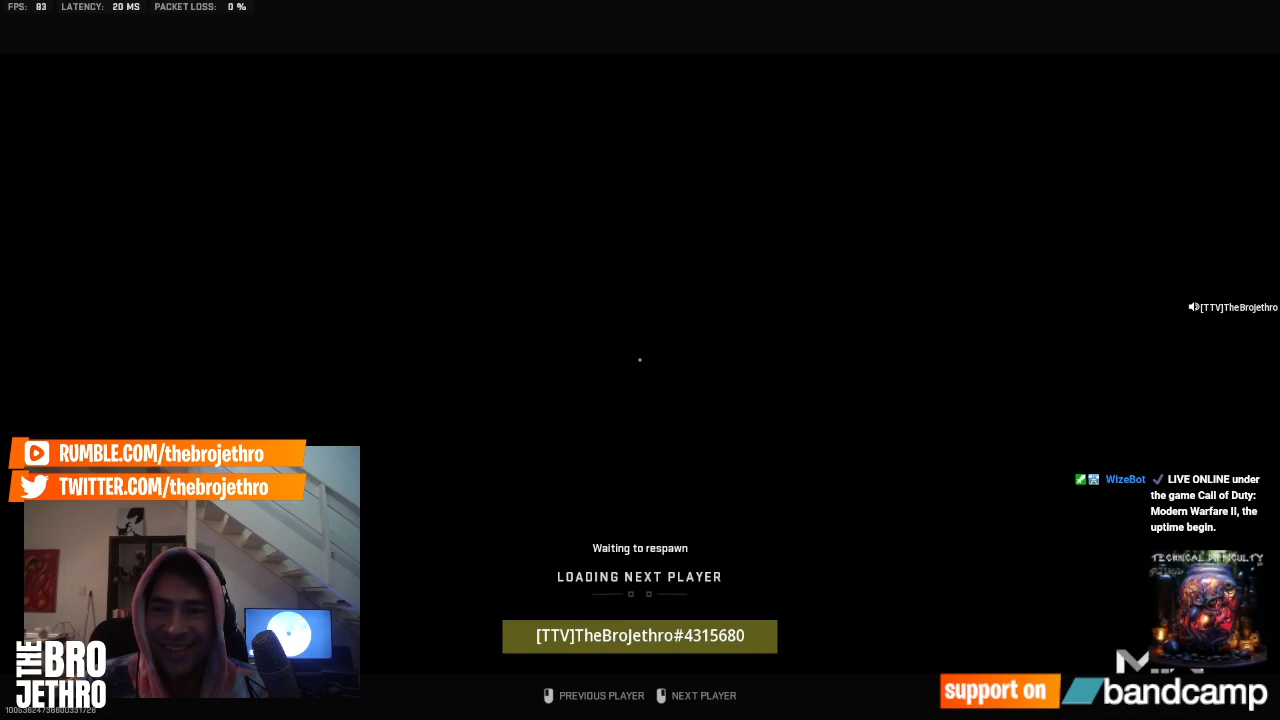 FPS: 83 LATENCY: 20 MS PACKET LOSS: 0 %
[TTV]TheBrojethro
RUMBLE.COM/thebrojethro
TWITTER.COM/thebrojethro
WizeBot LIVE ONLINE under
the game Call of Duty:
Modern Warfare II, the
uptime begin.
Waiting to respawn
LOADING NEXT PLAYER
TECHNICAL DIFFICULTY
[TTV]TheBroJethro#4315680
THE BRO
JETHRO
PREVIOUS PLAYER NEXT PLAYER
support on bandcamp